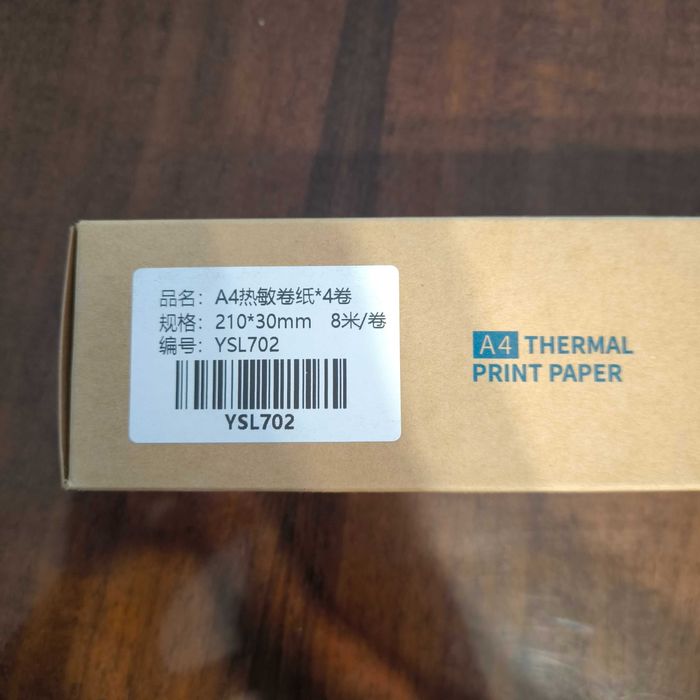 品名：A4热敏卷纸*4卷
规格：210*30mm 8米/卷
编号：YSL702
YSL702
A4 THERMAL
PRINT PAPER